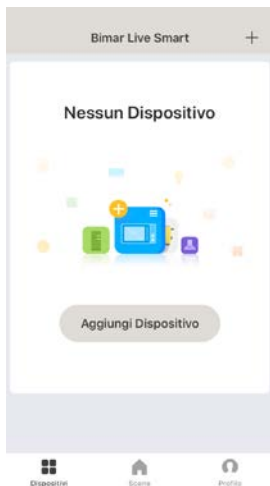 Bimar Live Smart
Nessun Dispositivo
Aggiungi Dispositivo
Dispositivi
Scene
Profilo